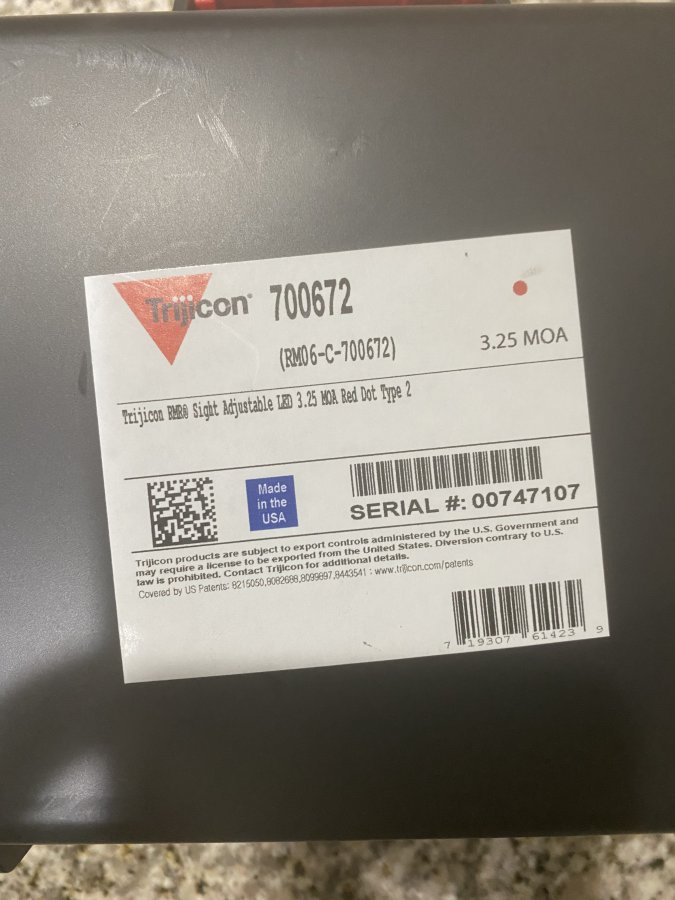 Trijicon® 700672
(RM06-C-700672)
3.25 MOA
Trijicon RMR® Sight Adjustable LED 3.25 MOA Red Dot Type 2
Made
in the
USA
SERIAL #: 00747107
Trijicon products are subject to export controls administered by the U.S. Government and
may require a license to be exported from the United States. Diversion contrary to U.S.
law is prohibited. Contact Trijicon for additional details.
Covered by US Patents: 8215050,8082688,8099897,8443541 : www.trijicon.com/patents
7 19307 61423 9